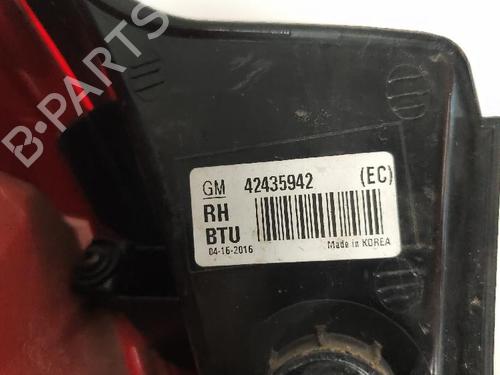 B-PARTS
GM 42435942 (EC)
RH
BTU
04-16-2016 Made in KOREA